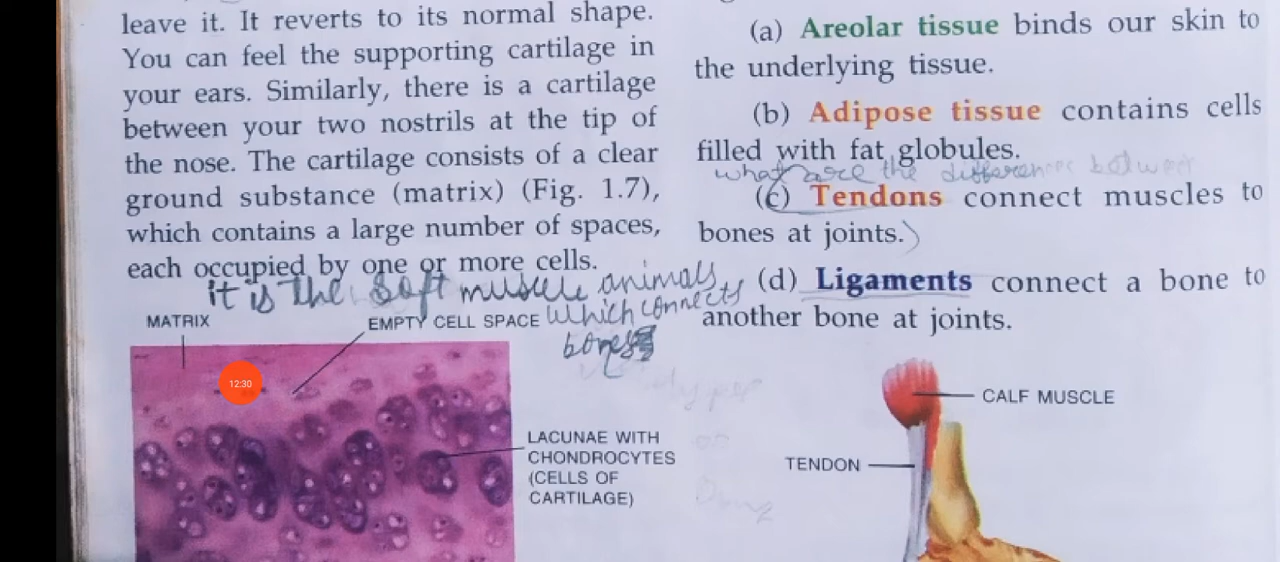 leave it. It reverts to its normal shape.
You can feel the supporting cartilage in
your ears. Similarly, there is a cartilage
between your two nostrils at the tip of
the nose. The cartilage consists of a clear
ground substance (matrix) (Fig. 1.7),
which contains a large number of spaces,
each occupied by one or more cells.
it is the soft muscle animals
which connects
bones
MATRIX
EMPTY CELL SPACE
12:30
LACUNAE WITH
CHONDROCYTES
(CELLS OF
CARTILAGE)
(a) Areolar tissue binds our skin to
the underlying tissue.
(b) Adipose tissue contains cells
filled with fat globules.
what are the difference between
(c) Tendons connect muscles to
bones at joints.)
(d) Ligaments connect a bone to
another bone at joints.
CALF MUSCLE
TENDON